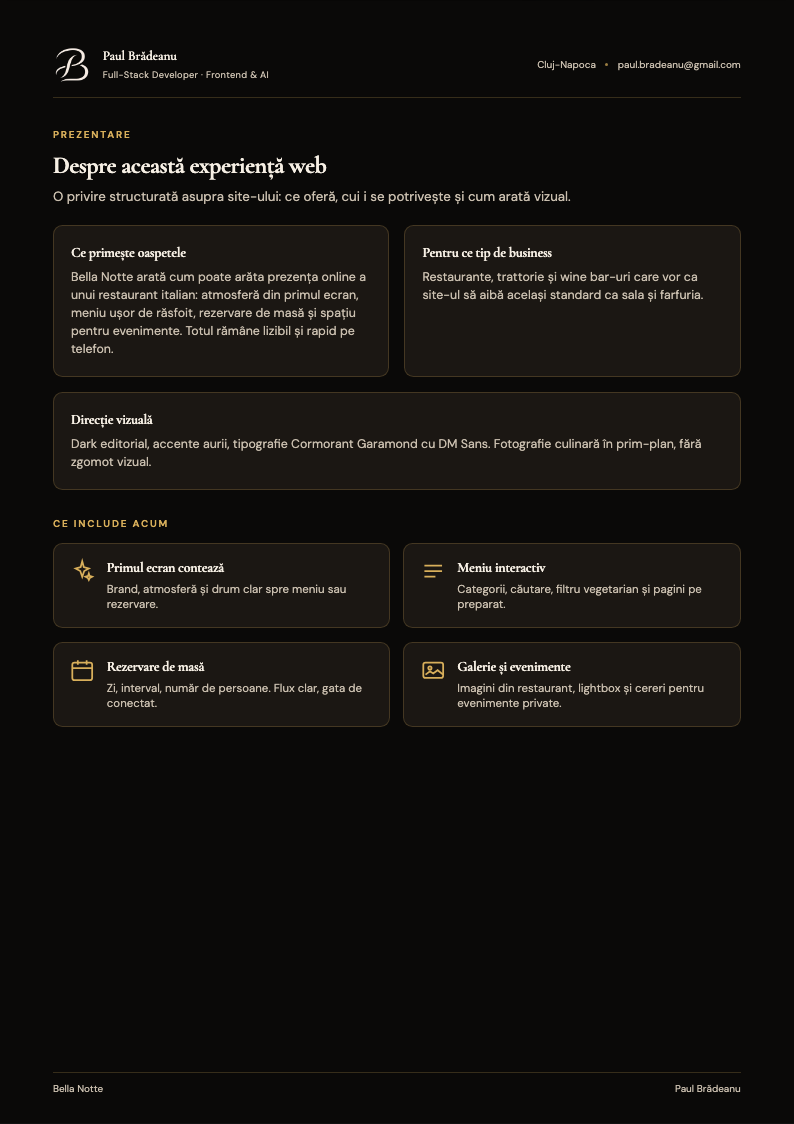 Paul Brădeanu
Full-Stack Developer · Frontend & AI
Cluj-Napoca • paul.bradeanu@gmail.com
PREZENTARE
Despre această experiență web
O privire structurată asupra site-ului: ce oferă, cui i se potrivește și cum arată vizual.
Ce primește oaspetele
Bella Notte arată cum poate arăta prezența online a
unui restaurant italian: atmosferă din primul ecran,
meniu ușor de răsfoit, rezervare de masă și spațiu
pentru evenimente. Totul rămâne lizibil și rapid pe
telefon.
Pentru ce tip de business
Restaurante, trattorie și wine bar-uri care vor ca
site-ul să aibă același standard ca sala și farfuria.
Direcție vizuală
Dark editorial, accente aurii, tipografie Cormorant Garamond cu DM Sans. Fotografie culinară în prim-plan, fără
zgomot vizual.
CE INCLUDE ACUM
Primul ecran contează
Brand, atmosferă și drum clar spre meniu sau
rezervare.
Meniu interactiv
Categorii, căutare, filtru vegetarian și pagini pe
preparat.
Rezervare de masă
Zi, interval, număr de persoane. Flux clar, gata de
conectat.
Galerie și evenimente
Imagini din restaurant, lightbox și cereri pentru
evenimente private.
Bella Notte
Paul Brădeanu